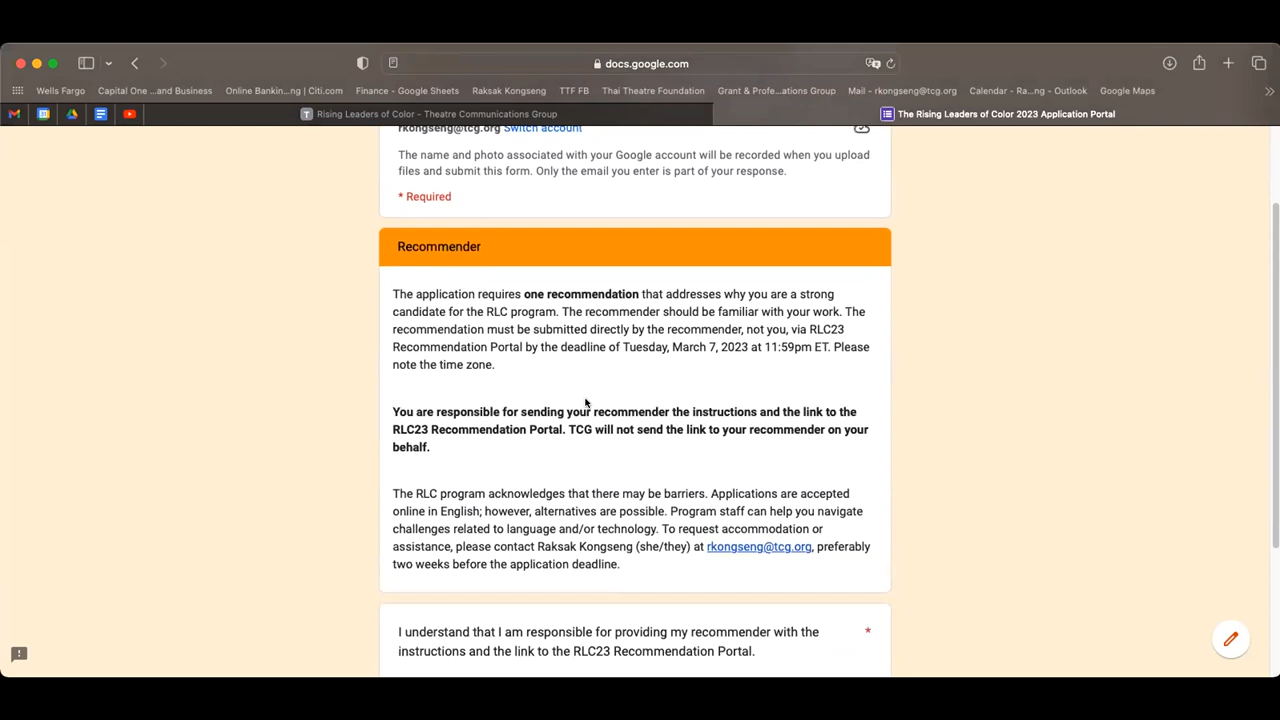 docs.google.com
Wells Fargo
Capital One ...and Business
Online Bankin...ng | Citi.com
Finance - Google Sheets
Raksak Kongseng
TTF FB
Thai Theatre Foundation
Grant & Profe...ations Group
Mail - rkongseng@tcg.org
Calendar - Ra...ng - Outlook
Google Maps
Rising Leaders of Color - Theatre Communications Group
The Rising Leaders of Color 2023 Application Portal
rkongseng@tcg.org Switch account
The name and photo associated with your Google account will be recorded when you upload
files and submit this form. Only the email you enter is part of your response.
* Required
Recommender
The application requires one recommendation that addresses why you are a strong
candidate for the RLC program. The recommender should be familiar with your work. The
recommendation must be submitted directly by the recommender, not you, via RLC23
Recommendation Portal by the deadline of Tuesday, March 7, 2023 at 11:59pm ET. Please
note the time zone.
You are responsible for sending your recommender the instructions and the link to the
RLC23 Recommendation Portal. TCG will not send the link to your recommender on your
behalf.
The RLC program acknowledges that there may be barriers. Applications are accepted
online in English; however, alternatives are possible. Program staff can help you navigate
challenges related to language and/or technology. To request accommodation or
assistance, please contact Raksak Kongseng (she/they) at rkongseng@tcg.org, preferably
two weeks before the application deadline.
I understand that I am responsible for providing my recommender with the *
instructions and the link to the RLC23 Recommendation Portal.